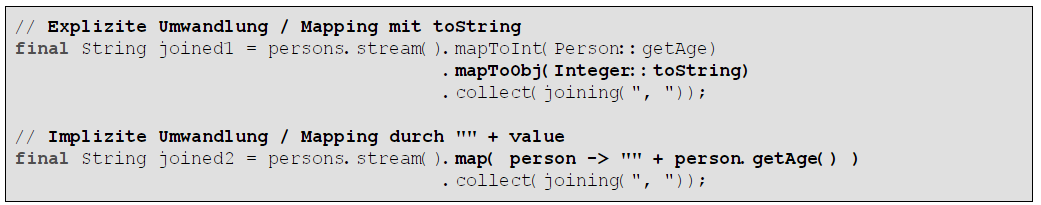 // Explizite Umwandlung / Mapping mit toString
final String joined1 = persons.stream().mapToInt(Person::getAge)
.mapToObj(Integer::toString)
.collect(joining(", "));
// Implizite Umwandlung / Mapping durch "" + value
final String joined2 = persons.stream().map( person -> "" + person.getAge() )
.collect(joining(", "));